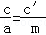 c/a = c′/m